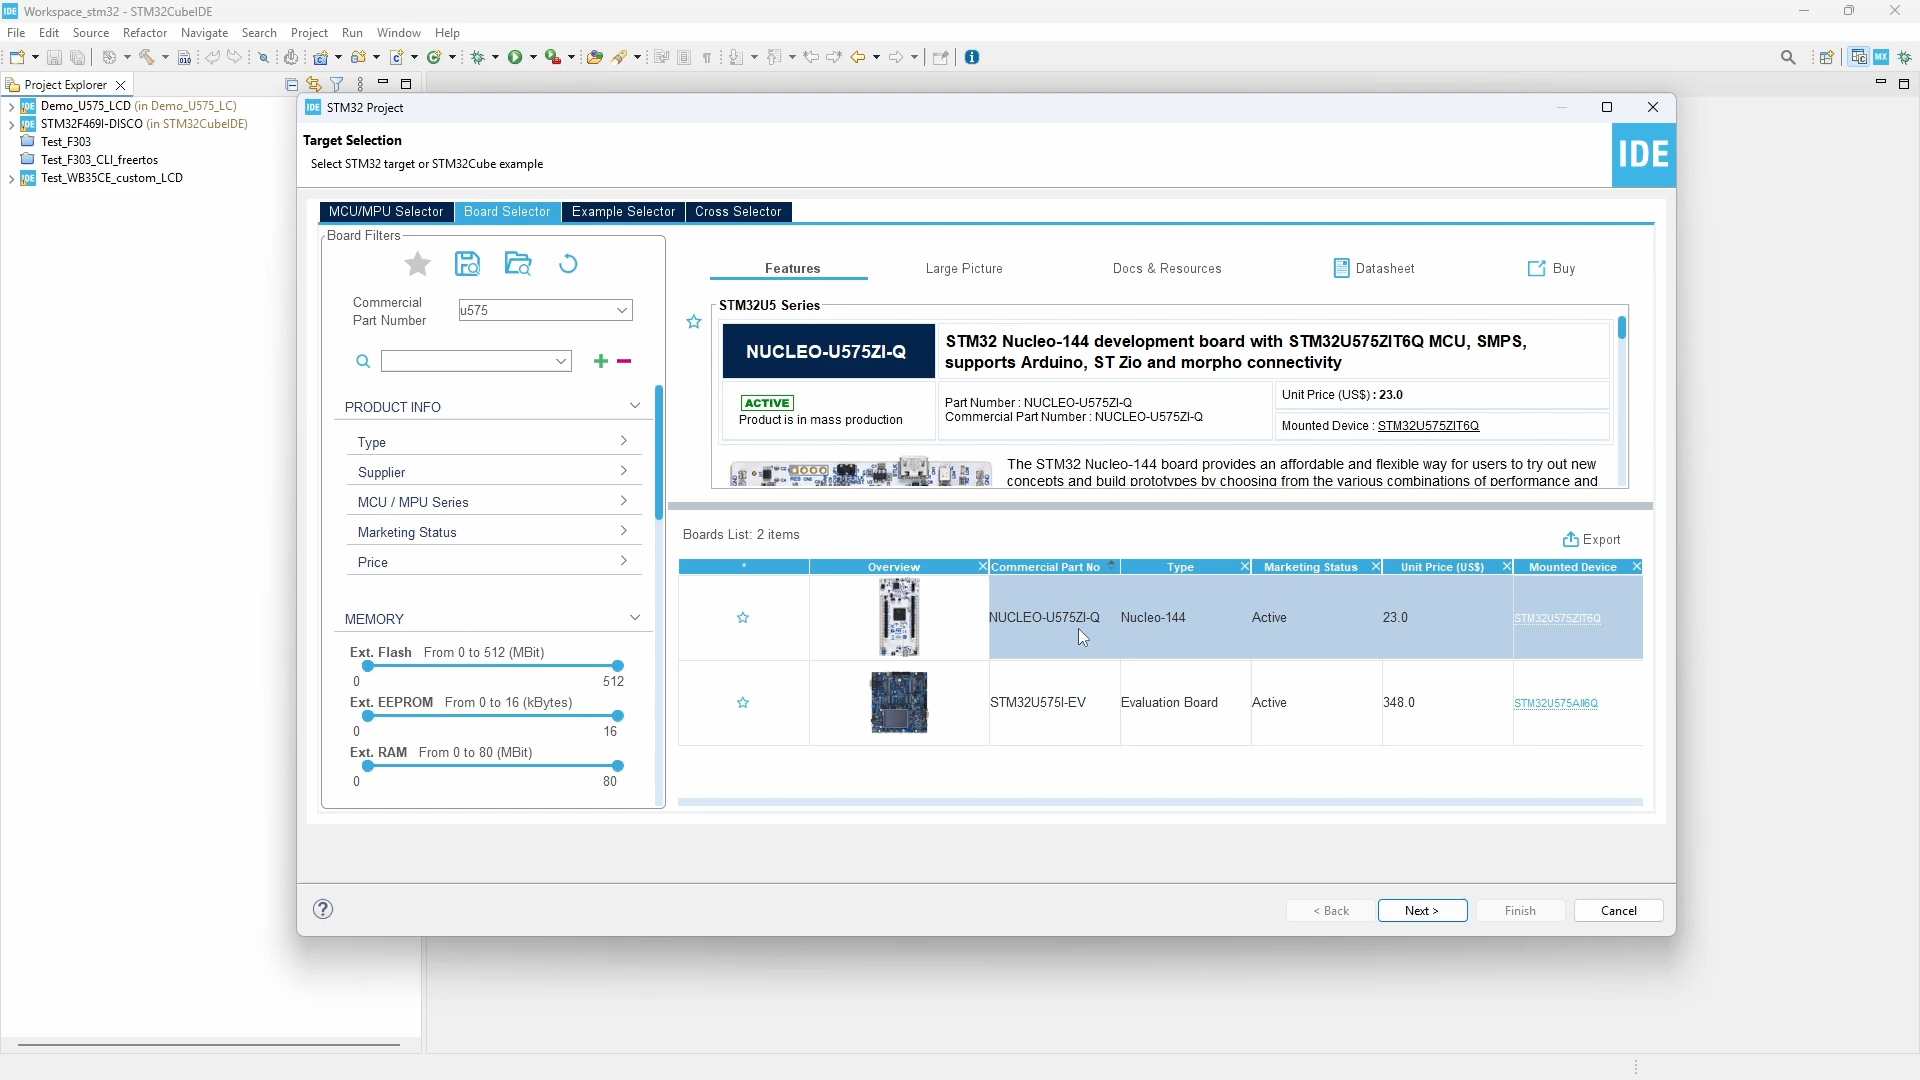 IDE Workspace_stm32 - STM32CubeIDE
File Edit Source Refactor Navigate Search Project Run Window Help
Project Explorer
Demo_U575_LCD (in Demo_U575_LC)
STM32F469I-DISCO (in STM32CubeIDE)
Test_F303
Test_F303_CLI_freertos
Test_WB35CE_custom_LCD
IDE STM32 Project
Target Selection
Select STM32 target or STM32Cube example
IDE
MCU/MPU Selector Board Selector Example Selector Cross Selector
Board Filters
Commercial
Part Number
u575
PRODUCT INFO
Type
Supplier
MCU / MPU Series
Marketing Status
Price
MEMORY
Ext. Flash From 0 to 512 (MBit)
0 512
Ext. EEPROM From 0 to 16 (kBytes)
0 16
Ext. RAM From 0 to 80 (MBit)
0 80
Features Large Picture Docs & Resources Datasheet Buy
STM32U5 Series
NUCLEO-U575ZI-Q
STM32 Nucleo-144 development board with STM32U575ZIT6Q MCU, SMPS,
supports Arduino, ST Zio and morpho connectivity
ACTIVE
Product is in mass production
Part Number : NUCLEO-U575ZI-Q
Commercial Part Number : NUCLEO-U575ZI-Q
Unit Price (US$) : 23.0
Mounted Device : STM32U575ZIT6Q
The STM32 Nucleo-144 board provides an affordable and flexible way for users to try out new
concepts and build prototypes by choosing from the various combinations of performance and
Boards List: 2 items
Export
* Overview Commercial Part No Type Marketing Status Unit Price (US$) Mounted Device
NUCLEO-U575ZI-Q Nucleo-144 Active 23.0 STM32U575ZIT6Q
STM32U575I-EV Evaluation Board Active 348.0 STM32U575AII6Q
? < Back Next > Finish Cancel